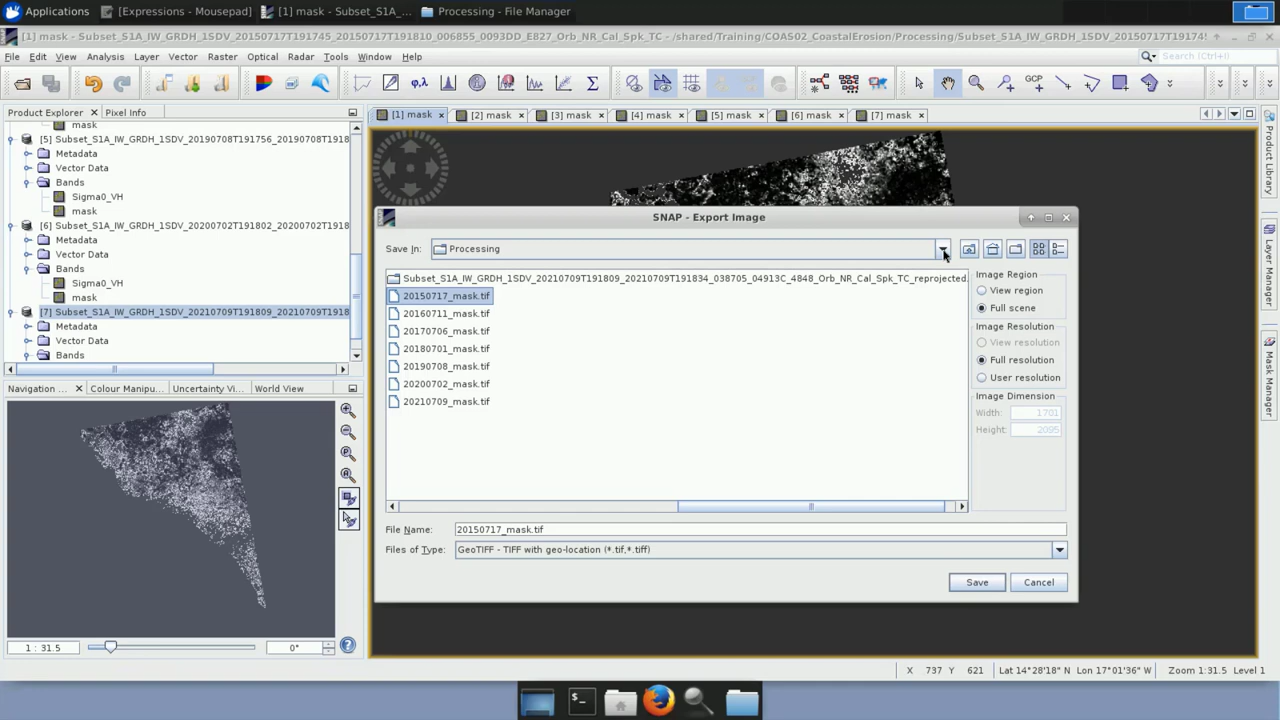 Applications
[Expressions - Mousepad]
[1] mask - Subset_S1A_...
Processing - File Manager
[1] mask - Subset_S1A_IW_GRDH_1SDV_20150717T191745_20150717T191810_006855_0093DD_E827_Orb_NR_Cal_Spk_TC - /shared/Training/COAS02_CoastalErosion/Processing/Subset_S1A_IW_GRDH_1SDV_20150717T19174
File Edit View Analysis Layer Vector Raster Optical Radar Tools Window Help
Search (Ctrl+I)
φ,λ
Σ
GCP
Product Explorer
Pixel Info
[1] mask
[2] mask
[3] mask
[4] mask
[5] mask
[6] mask
[7] mask
mask
[5] Subset_S1A_IW_GRDH_1SDV_20190708T191756_20190708T1918
Metadata
Vector Data
Bands
Sigma0_VH
mask
[6] Subset_S1A_IW_GRDH_1SDV_20200702T191802_20200702T1918
Metadata
Vector Data
Bands
Sigma0_VH
mask
[7] Subset_S1A_IW_GRDH_1SDV_20210709T191809_20210709T1918
Metadata
Vector Data
Bands
Navigation ...
Colour Manipu...
Uncertainty Vi...
World View
1 : 31.5
0°
SNAP - Export Image
Save In:
Processing
Subset_S1A_IW_GRDH_1SDV_20210709T191809_20210709T191834_038705_04913C_4848_Orb_NR_Cal_Spk_TC_reprojected.
20150717_mask.tif
20160711_mask.tif
20170706_mask.tif
20180701_mask.tif
20190708_mask.tif
20200702_mask.tif
20210709_mask.tif
Image Region
View region
Full scene
Image Resolution
View resolution
Full resolution
User resolution
Image Dimension
Width: 1701
Height: 2095
File Name: 20150717_mask.tif
Files of Type: GeoTIFF - TIFF with geo-location (*.tif,*.tiff)
Save
Cancel
Product Library
Layer Manager
Mask Manager
X 737 Y 621
Lat 14°28'18" N Lon 17°01'36" W
Zoom 1:31.5 Level 1